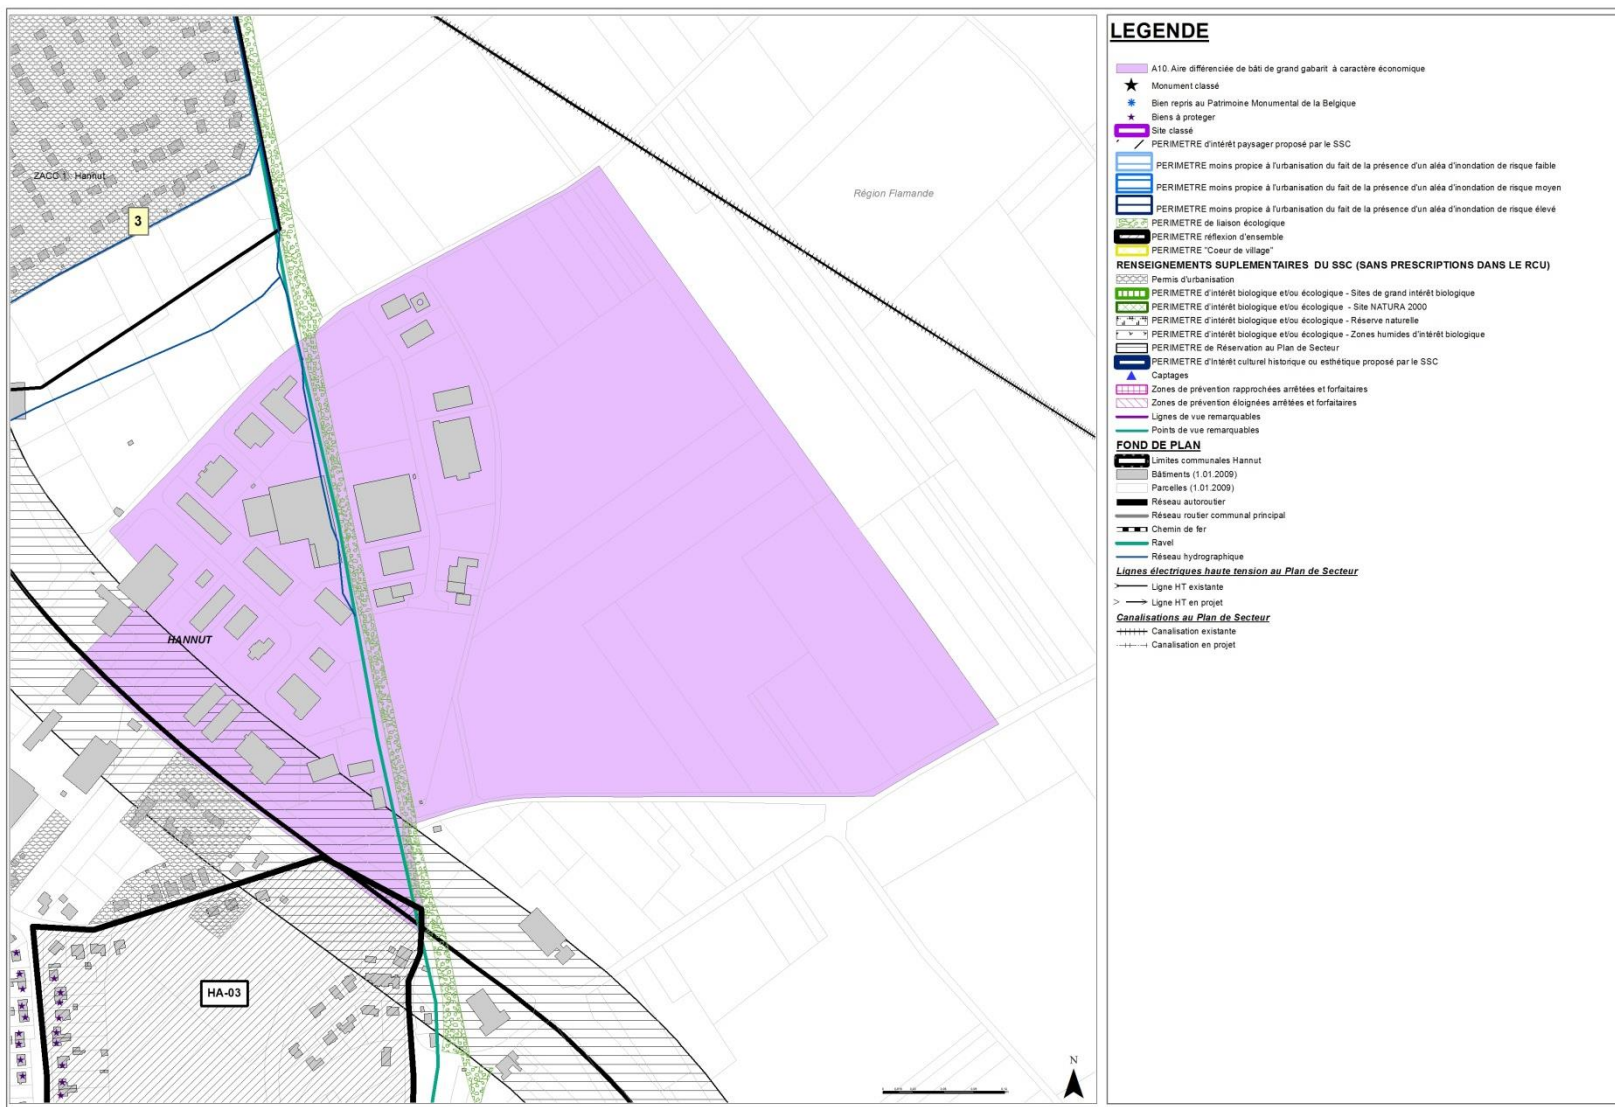 ZACC 1 : Hannut
3
Région Flamande
HANNUT
HA-03
N
LEGENDE
A10. Aire différenciée de bâti de grand gabarit à caractère économique
Monument classé
Bien repris au Patrimoine Monumental de la Belgique
Biens à proteger
Site classé
PERIMETRE d'intérêt paysager proposé par le SSC
PERIMETRE moins propice à l'urbanisation du fait de la présence d'un aléa d'inondation de risque faible
PERIMETRE moins propice à l'urbanisation du fait de la présence d'un aléa d'inondation de risque moyen
PERIMETRE moins propice à l'urbanisation du fait de la présence d'un aléa d'inondation de risque élevé
PERIMETRE de liaison écologique
PERIMETRE réflexion d'ensemble
PERIMETRE "Coeur de village"
RENSEIGNEMENTS SUPLEMENTAIRES DU SSC (SANS PRESCRIPTIONS DANS LE RCU)
Permis d'urbanisation
PERIMETRE d'intérêt biologique et/ou écologique - Sites de grand intérêt biologique
PERIMETRE d'intérêt biologique et/ou écologique - Site NATURA 2000
PERIMETRE d'intérêt biologique et/ou écologique - Réserve naturelle
PERIMETRE d'intérêt biologique et/ou écologique - Zones humides d'intérêt biologique
PERIMETRE de Réservation au Plan de Secteur
PERIMETRE d'Intérêt culturel historique ou esthétique proposé par le SSC
Captages
Zones de prévention rapprochées arrêtées et forfaitaires
Zones de prévention éloignées arrêtées et forfaitaires
Lignes de vue remarquables
Points de vue remarquables
FOND DE PLAN
Limites communales Hannut
Bâtiments (1.01.2009)
Parcelles (1.01.2009)
Réseau autoroutier
Réseau routier communal principal
Chemin de fer
Ravel
Réseau hydrographique
Lignes électriques haute tension au Plan de Secteur
Ligne HT existante
Ligne HT en projet
Canalisations au Plan de Secteur
Canalisation existante
Canalisation en projet